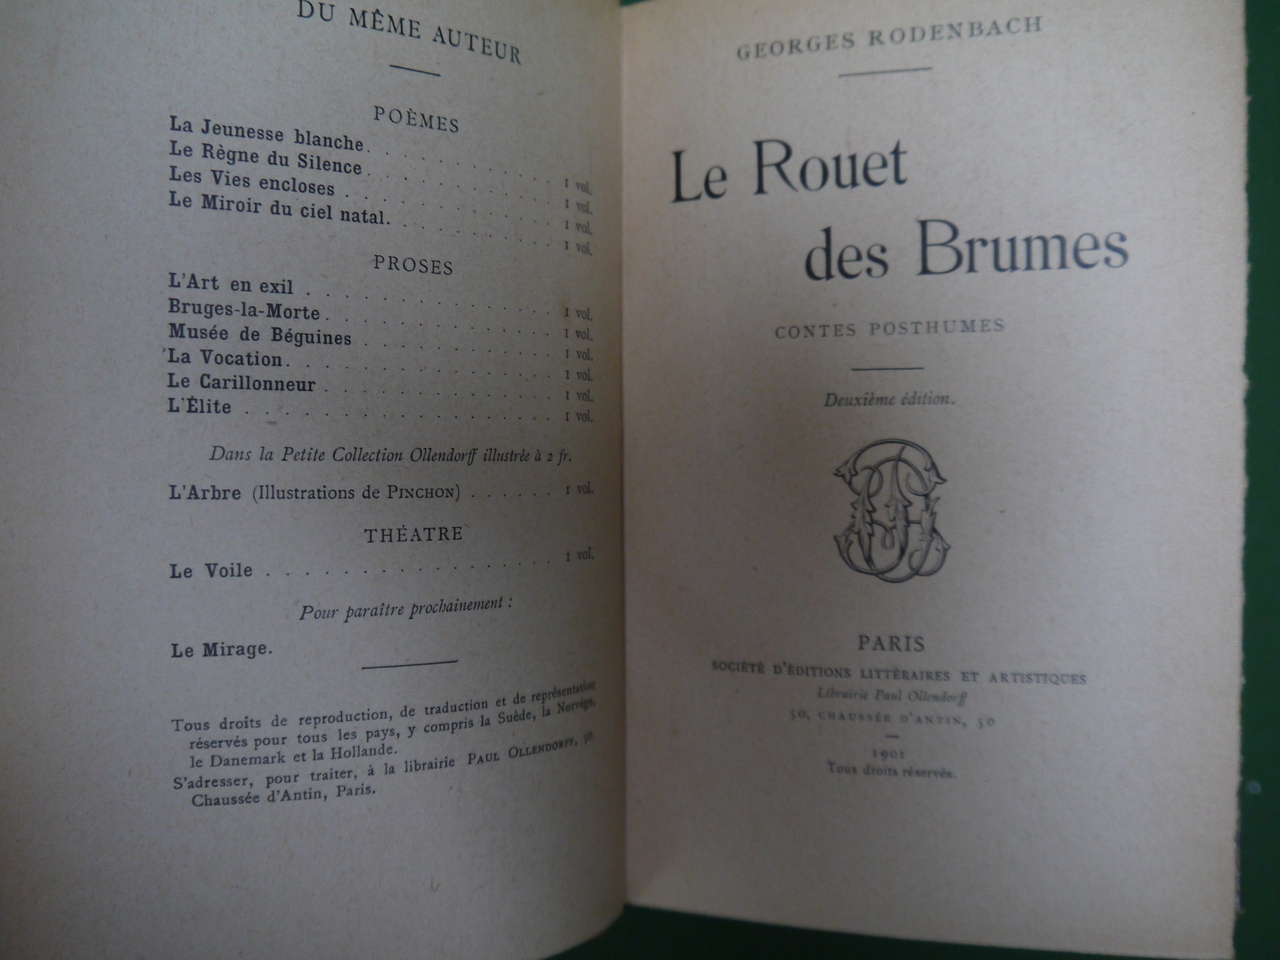 DU MÊME AUTEUR
POÈMES
La Jeunesse blanche. . . . . . . . . . 1 vol.
Le Règne du Silence . . . . . . . . . . 1 vol.
Les Vies encloses . . . . . . . . . . . 1 vol.
Le Miroir du ciel natal. . . . . . . . . 1 vol.
PROSES
L'Art en exil . . . . . . . . . . . . . 1 vol.
Bruges-la-Morte . . . . . . . . . . . . 1 vol.
Musée de Béguines . . . . . . . . . . . 1 vol.
La Vocation. . . . . . . . . . . . . . 1 vol.
Le Carillonneur . . . . . . . . . . . . 1 vol.
L'Élite . . . . . . . . . . . . . . . . 1 vol.
Dans la Petite Collection Ollendorff illustrée à 2 fr.
L'Arbre (Illustrations de PINCHON) . . . . . . 1 vol.
THÉATRE
Le Voile . . . . . . . . . . . . . . . 1 vol.
Pour paraître prochainement :
Le Mirage.
Tous droits de reproduction, de traduction et de représentation
réservés pour tous les pays, y compris la Suède, la Norvège,
le Danemark et la Hollande.
S'adresser, pour traiter, à la librairie PAUL OLLENDORFF, 50,
Chaussée d'Antin, Paris.
GEORGES RODENBACH
Le Rouet
des Brumes
CONTES POSTHUMES
Deuxième édition.
PARIS
SOCIÉTÉ D'ÉDITIONS LITTÉRAIRES ET ARTISTIQUES
Librairie Paul Ollendorff
50, CHAUSSÉE D'ANTIN, 50
1901
Tous droits réservés.